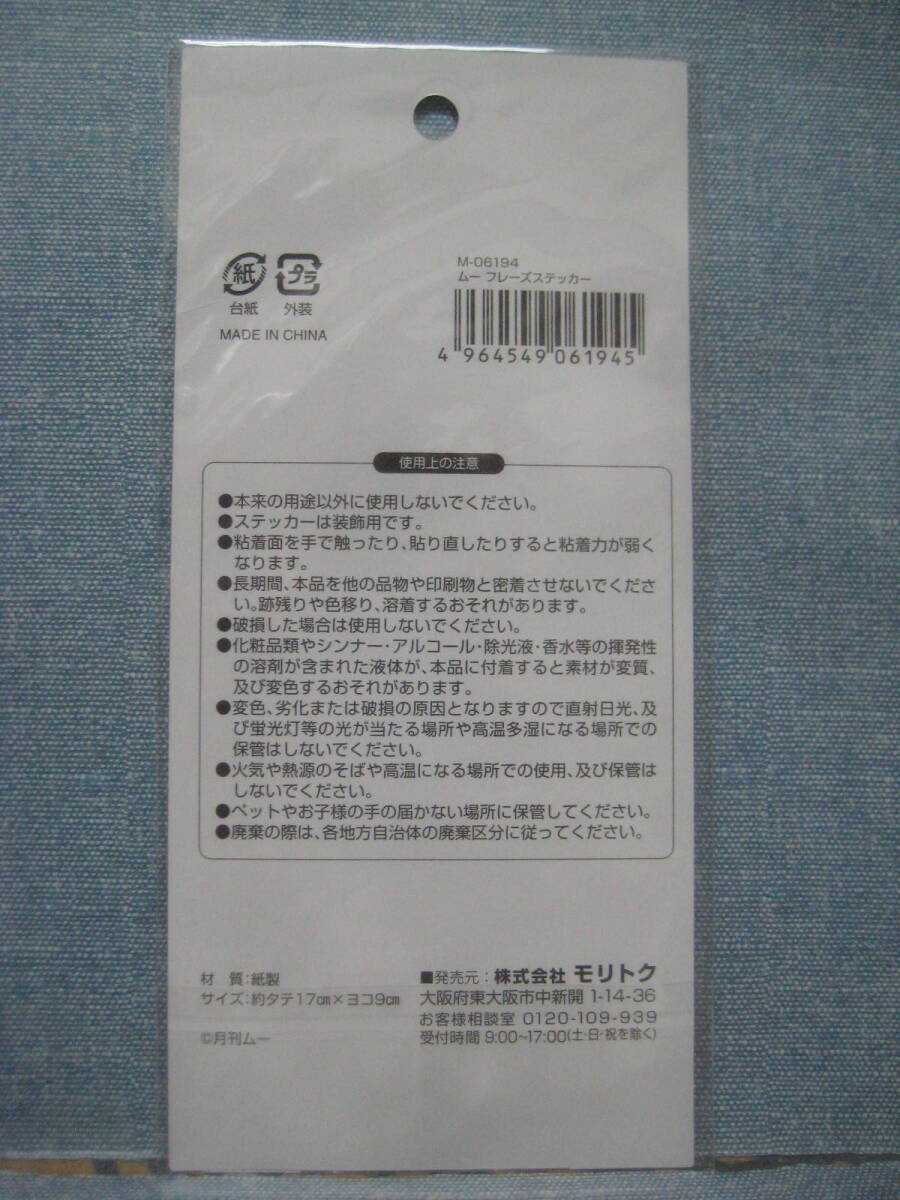 紙 プラ
台紙 外装
MADE IN CHINA
M-06194
ムー フレーズステッカー
4 964549 061945
使用上の注意
●本来の用途以外に使用しないでください。
●ステッカーは装飾用です。
●粘着面を手で触ったり、貼り直したりすると粘着力が弱く
なります。
●長期間、本品を他の品物や印刷物と密着させないでくださ
い。跡残りや色移り、溶着するおそれがあります。
●破損した場合は使用しないでください。
●化粧品類やシンナー・アルコール・除光液・香水等の揮発性
の溶剤が含まれた液体が、本品に付着すると素材が変質、
及び変色するおそれがあります。
●変色、劣化または破損の原因となりますので直射日光、及
び蛍光灯等の光が当たる場所や高温多湿になる場所での
保管はしないでください。
●火気や熱源のそばや高温になる場所での使用、及び保管は
しないでください。
●ペットやお子様の手の届かない場所に保管してください。
●廃棄の際は、各地方自治体の廃棄区分に従ってください。
材 質:紙製
サイズ:約タテ17㎝×ヨコ9㎝
©月刊ムー
■発売元:株式会社 モリトク
大阪府東大阪市中新開 1-14-36
お客様相談室 0120-109-939
受付時間 9:00~17:00(土・日・祝を除く)